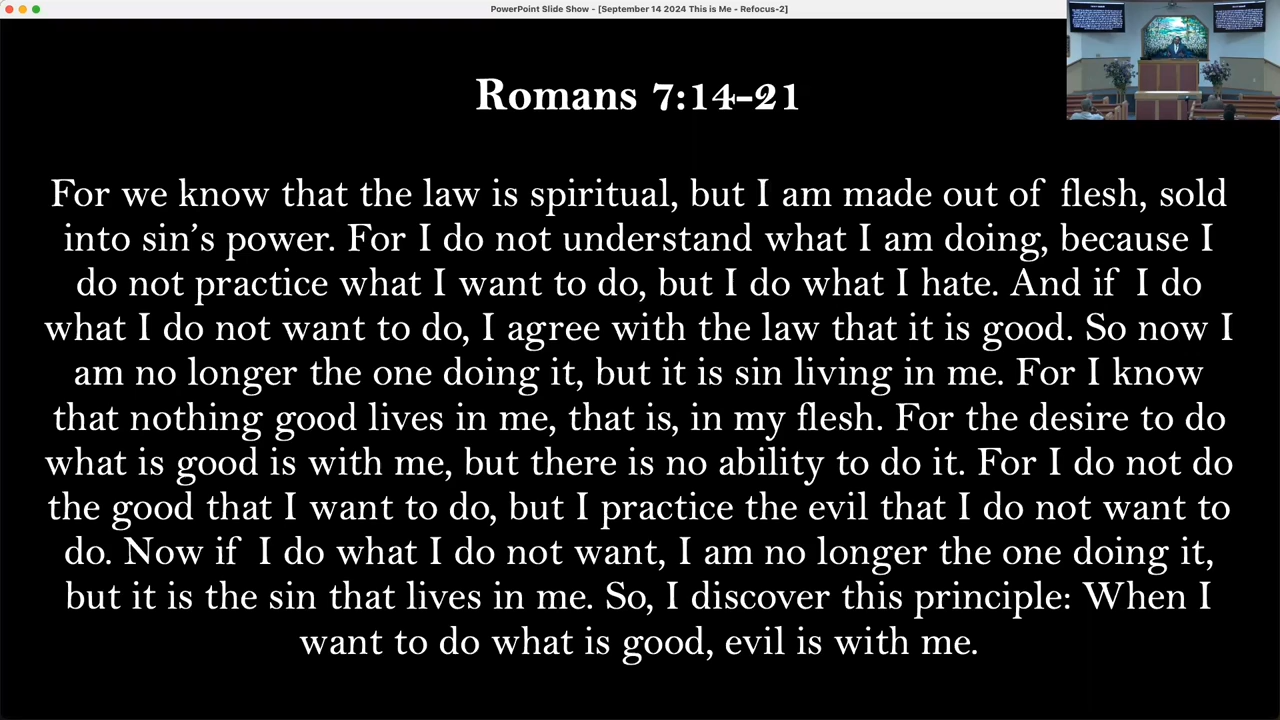 PowerPoint Slide Show - [September 14 2024 This is Me - Refocus-2]
Romans 7:14-21
For we know that the law is spiritual, but I am made out of flesh, sold
into sin's power. For I do not understand what I am doing, because I
do not practice what I want to do, but I do what I hate. And if I do
what I do not want to do, I agree with the law that it is good. So now I
am no longer the one doing it, but it is sin living in me. For I know
that nothing good lives in me, that is, in my flesh. For the desire to do
what is good is with me, but there is no ability to do it. For I do not do
the good that I want to do, but I practice the evil that I do not want to
do. Now if I do what I do not want, I am no longer the one doing it,
but it is the sin that lives in me. So, I discover this principle: When I
want to do what is good, evil is with me.